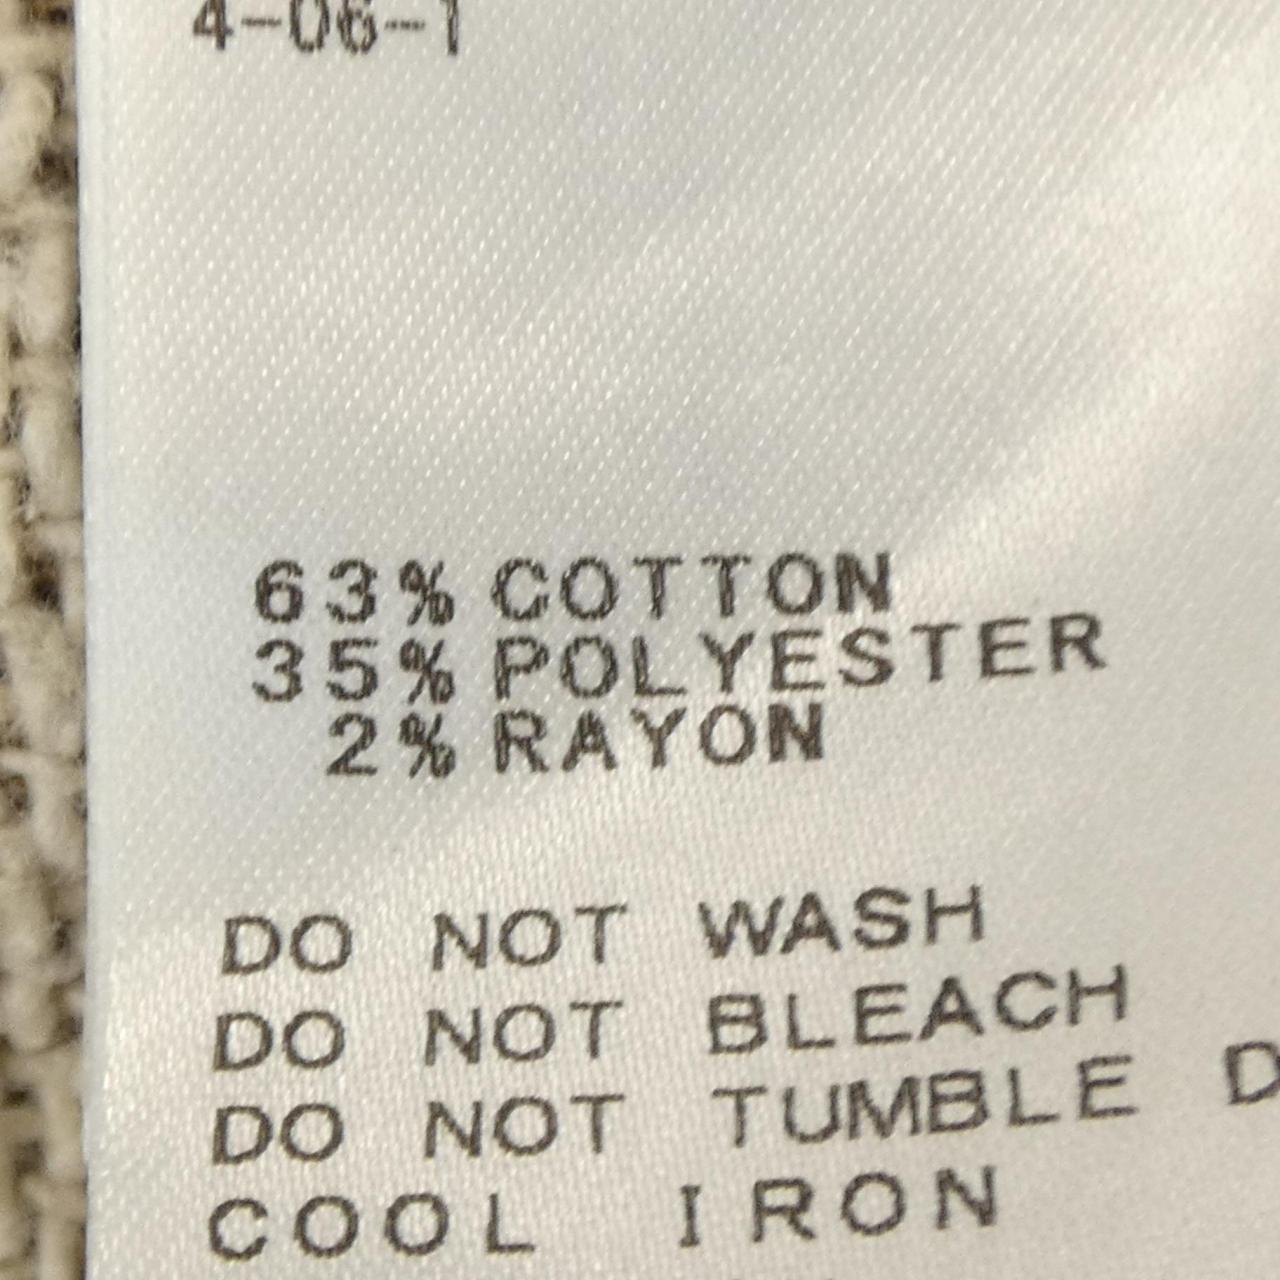 4-06-1
63% COTTON
35% POLYESTER
2% RAYON
DO NOT WASH
DO NOT BLEACH
DO NOT TUMBLE D
COOL IRON